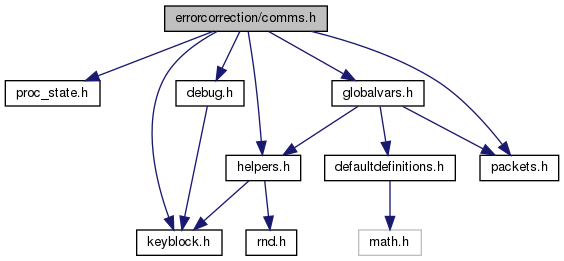 errorcorrection/comms.h
proc_state.h
debug.h
globalvars.h
helpers.h
defaultdefinitions.h
packets.h
keyblock.h
rnd.h
math.h